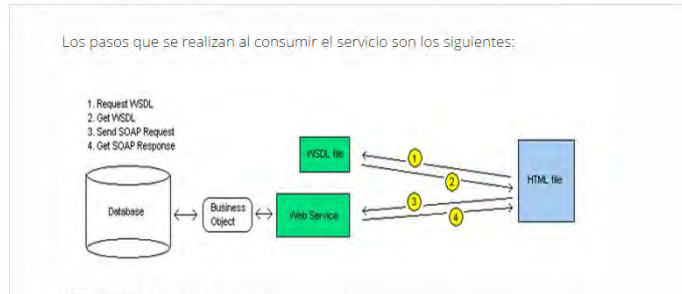 Los pasos que se realizan al consumir el servicio son los siguientes:
1. Request WSDL
2. Get WSDL
3. Send SOAP Request
4. Get SOAP Response
WSDL file
1
2
HTML file
3
4
Database
Business
Object
Web Service